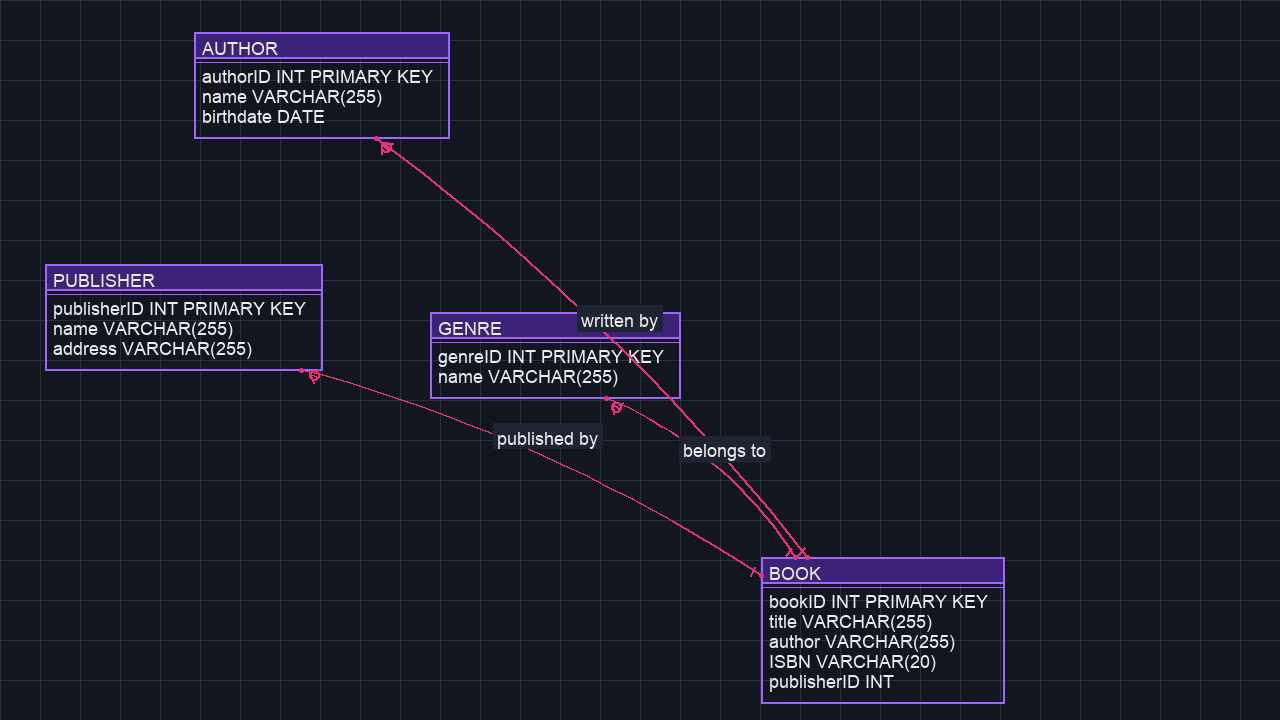 AUTHOR
authorID INT PRIMARY KEY
name VARCHAR(255)
birthdate DATE
PUBLISHER
publisherID INT PRIMARY KEY
name VARCHAR(255)
address VARCHAR(255)
GENRE
genreID INT PRIMARY KEY
name VARCHAR(255)
written by
published by
belongs to
BOOK
bookID INT PRIMARY KEY
title VARCHAR(255)
author VARCHAR(255)
ISBN VARCHAR(20)
publisherID INT